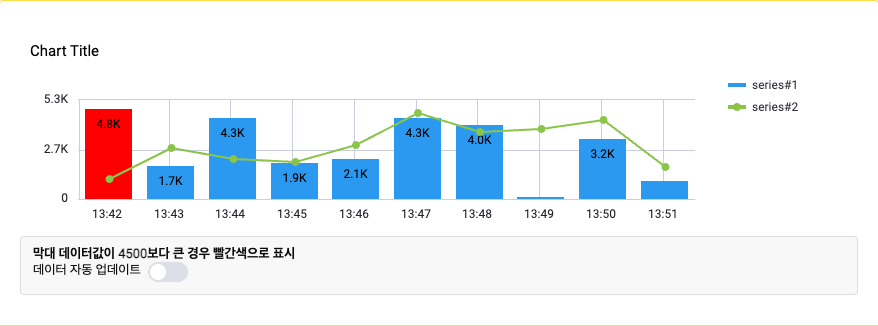 Chart Title
series#1
series#2
5.3K
2.7K
0
4.8K
1.7K
4.3K
1.9K
2.1K
4.3K
4.0K
3.2K
13:42 13:43 13:44 13:45 13:46 13:47 13:48 13:49 13:50 13:51
막대 데이터값이 4500보다 큰 경우 빨간색으로 표시
데이터 자동 업데이트